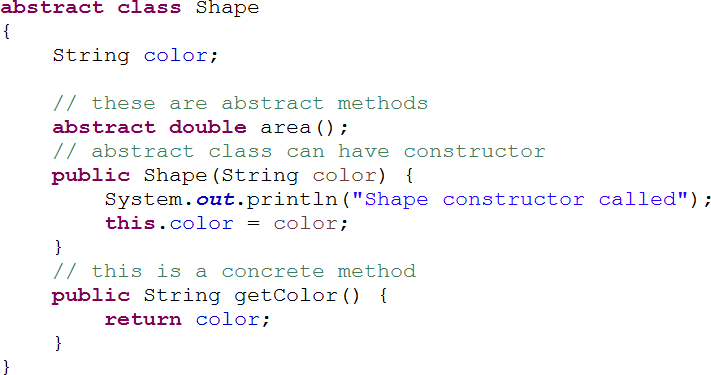 abstract class Shape
{
    String color;

    // these are abstract methods
    abstract double area();
    // abstract class can have constructor
    public Shape(String color) {
        System.out.println("Shape constructor called");
        this.color = color;
    }
    // this is a concrete method
    public String getColor() {
        return color;
    }
}